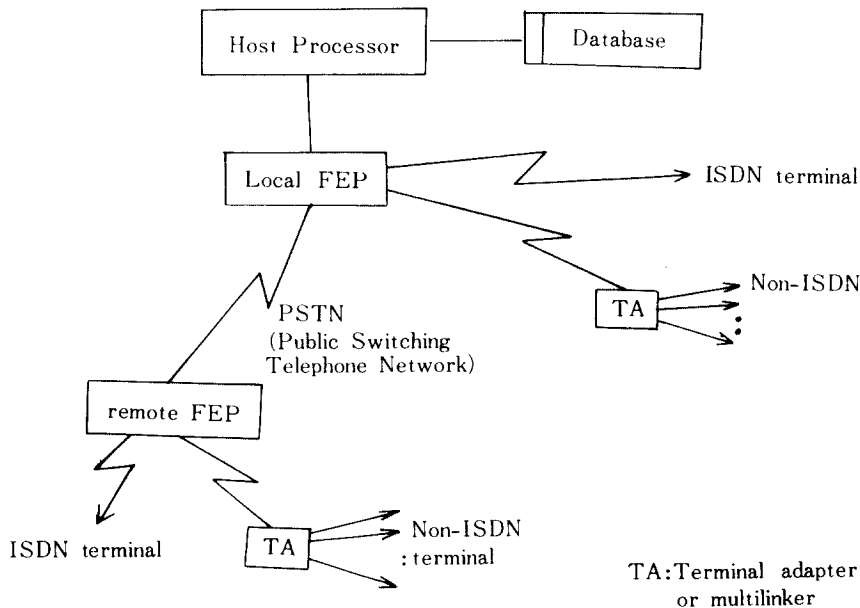 Host Processor
Database
Local FEP
ISDN terminal
Non-ISDN
TA
:
PSTN
(Public Switching
Telephone Network)
remote FEP
ISDN terminal
TA
Non-ISDN
:terminal
TA:Terminal adapter
or multilinker